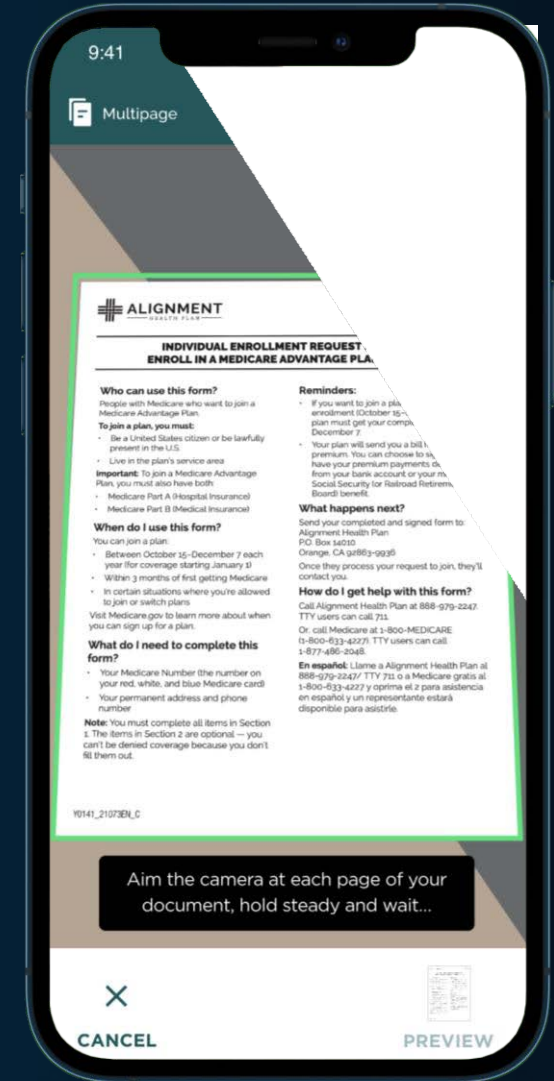 9:41
Multipage
ALIGNMENT
HEALTH PLAN
INDIVIDUAL ENROLLMENT REQUEST
ENROLL IN A MEDICARE ADVANTAGE
Who can use this form?
People with Medicare who want to join a
Medicare Advantage Plan
To join a plan, you must:
• Be a United States citizen or be lawfully
present in the U.S.
• Live in the plan's service area
Important: To join a Medicare Advantage
Plan, you must also have both
• Medicare Part A (Hospital Insurance)
• Medicare Part B (Medical Insurance)
When do I use this form?
You can join a plan:
• Between October 15–December 7 each
year (for coverage starting January 1)
• Within 3 months of first getting Medicare
• In certain situations where you're allowed
to join or switch plans
Visit Medicare.gov to learn more about when
you can sign up for a plan.
What do I need to complete this
form?
• Your Medicare Number (the number on
your red, white, and blue Medicare card)
• Your permanent address and phone
number
Note: You must complete all items in Section
1. The items in Section 2 are optional — you
can't be denied coverage because you don't
fill them out.
Reminders:
• If you want to join a
enrollment (October
plan must get your
December 7.
• Your plan will send you a bill
premium. You can choose to
have your premium payments
from your bank account or your
Social Security (or Railroad
Board) benefit.
What happens next?
Send your completed and signed form to:
Alignment Health Plan
P.O. Box 14010
Orange, CA 92863-9936
Once they process your request to join, they'll
contact you.
How do I get help with this form?
Call Alignment Health Plan at 888-979-2247.
TTY users can call 711.
Or, call Medicare at 1-800-MEDICARE
(1-800-633-4227). TTY users can call
1-877-486-2048.
En español: Llame a Alignment Health Plan al
888-979-2247/ TTY 711 o a Medicare gratis al
1-800-633-4227 y oprima el 2 para asistencia
en español y un representante estará
disponible para asistirle.
Y0141_21073EN_C
Aim the camera at each page of your
document, hold steady and wait...
CANCEL
PREVIEW